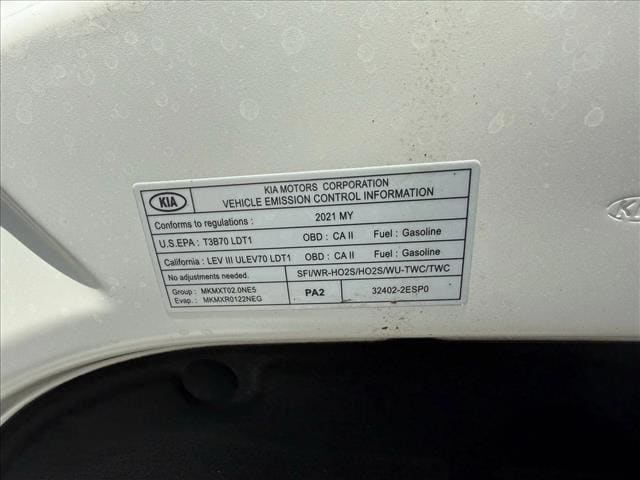 KIA
KIA MOTORS CORPORATION
VEHICLE EMISSION CONTROL INFORMATION
Conforms to regulations : 2021 MY
U.S.EPA : T3B70 LDT1 OBD : CA II Fuel : Gasoline
California : LEV III ULEV70 LDT1 OBD : CA II Fuel : Gasoline
No adjustments needed. SFI/WR-HO2S/HO2S/WU-TWC/TWC
Group : MKMXT02.0NE5
Evap. : MKMXR0122NEG
PA2 32402-2ESP0